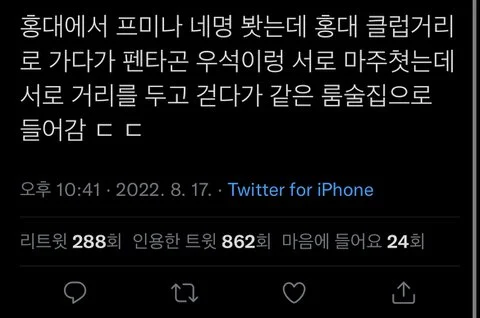 홍대에서 프미나 네명 봣는데 홍대 클럽거리
로 가다가 펜타곤 우석이렁 서로 마주쳣는데
서로 거리를 두고 걷다가 같은 룸술집으로
들어감 ㄷ ㄷ
오후 10:41 · 2022. 8. 17. · Twitter for iPhone
리트윗 288회 인용한 트윗 862회 마음에 들어요 24회